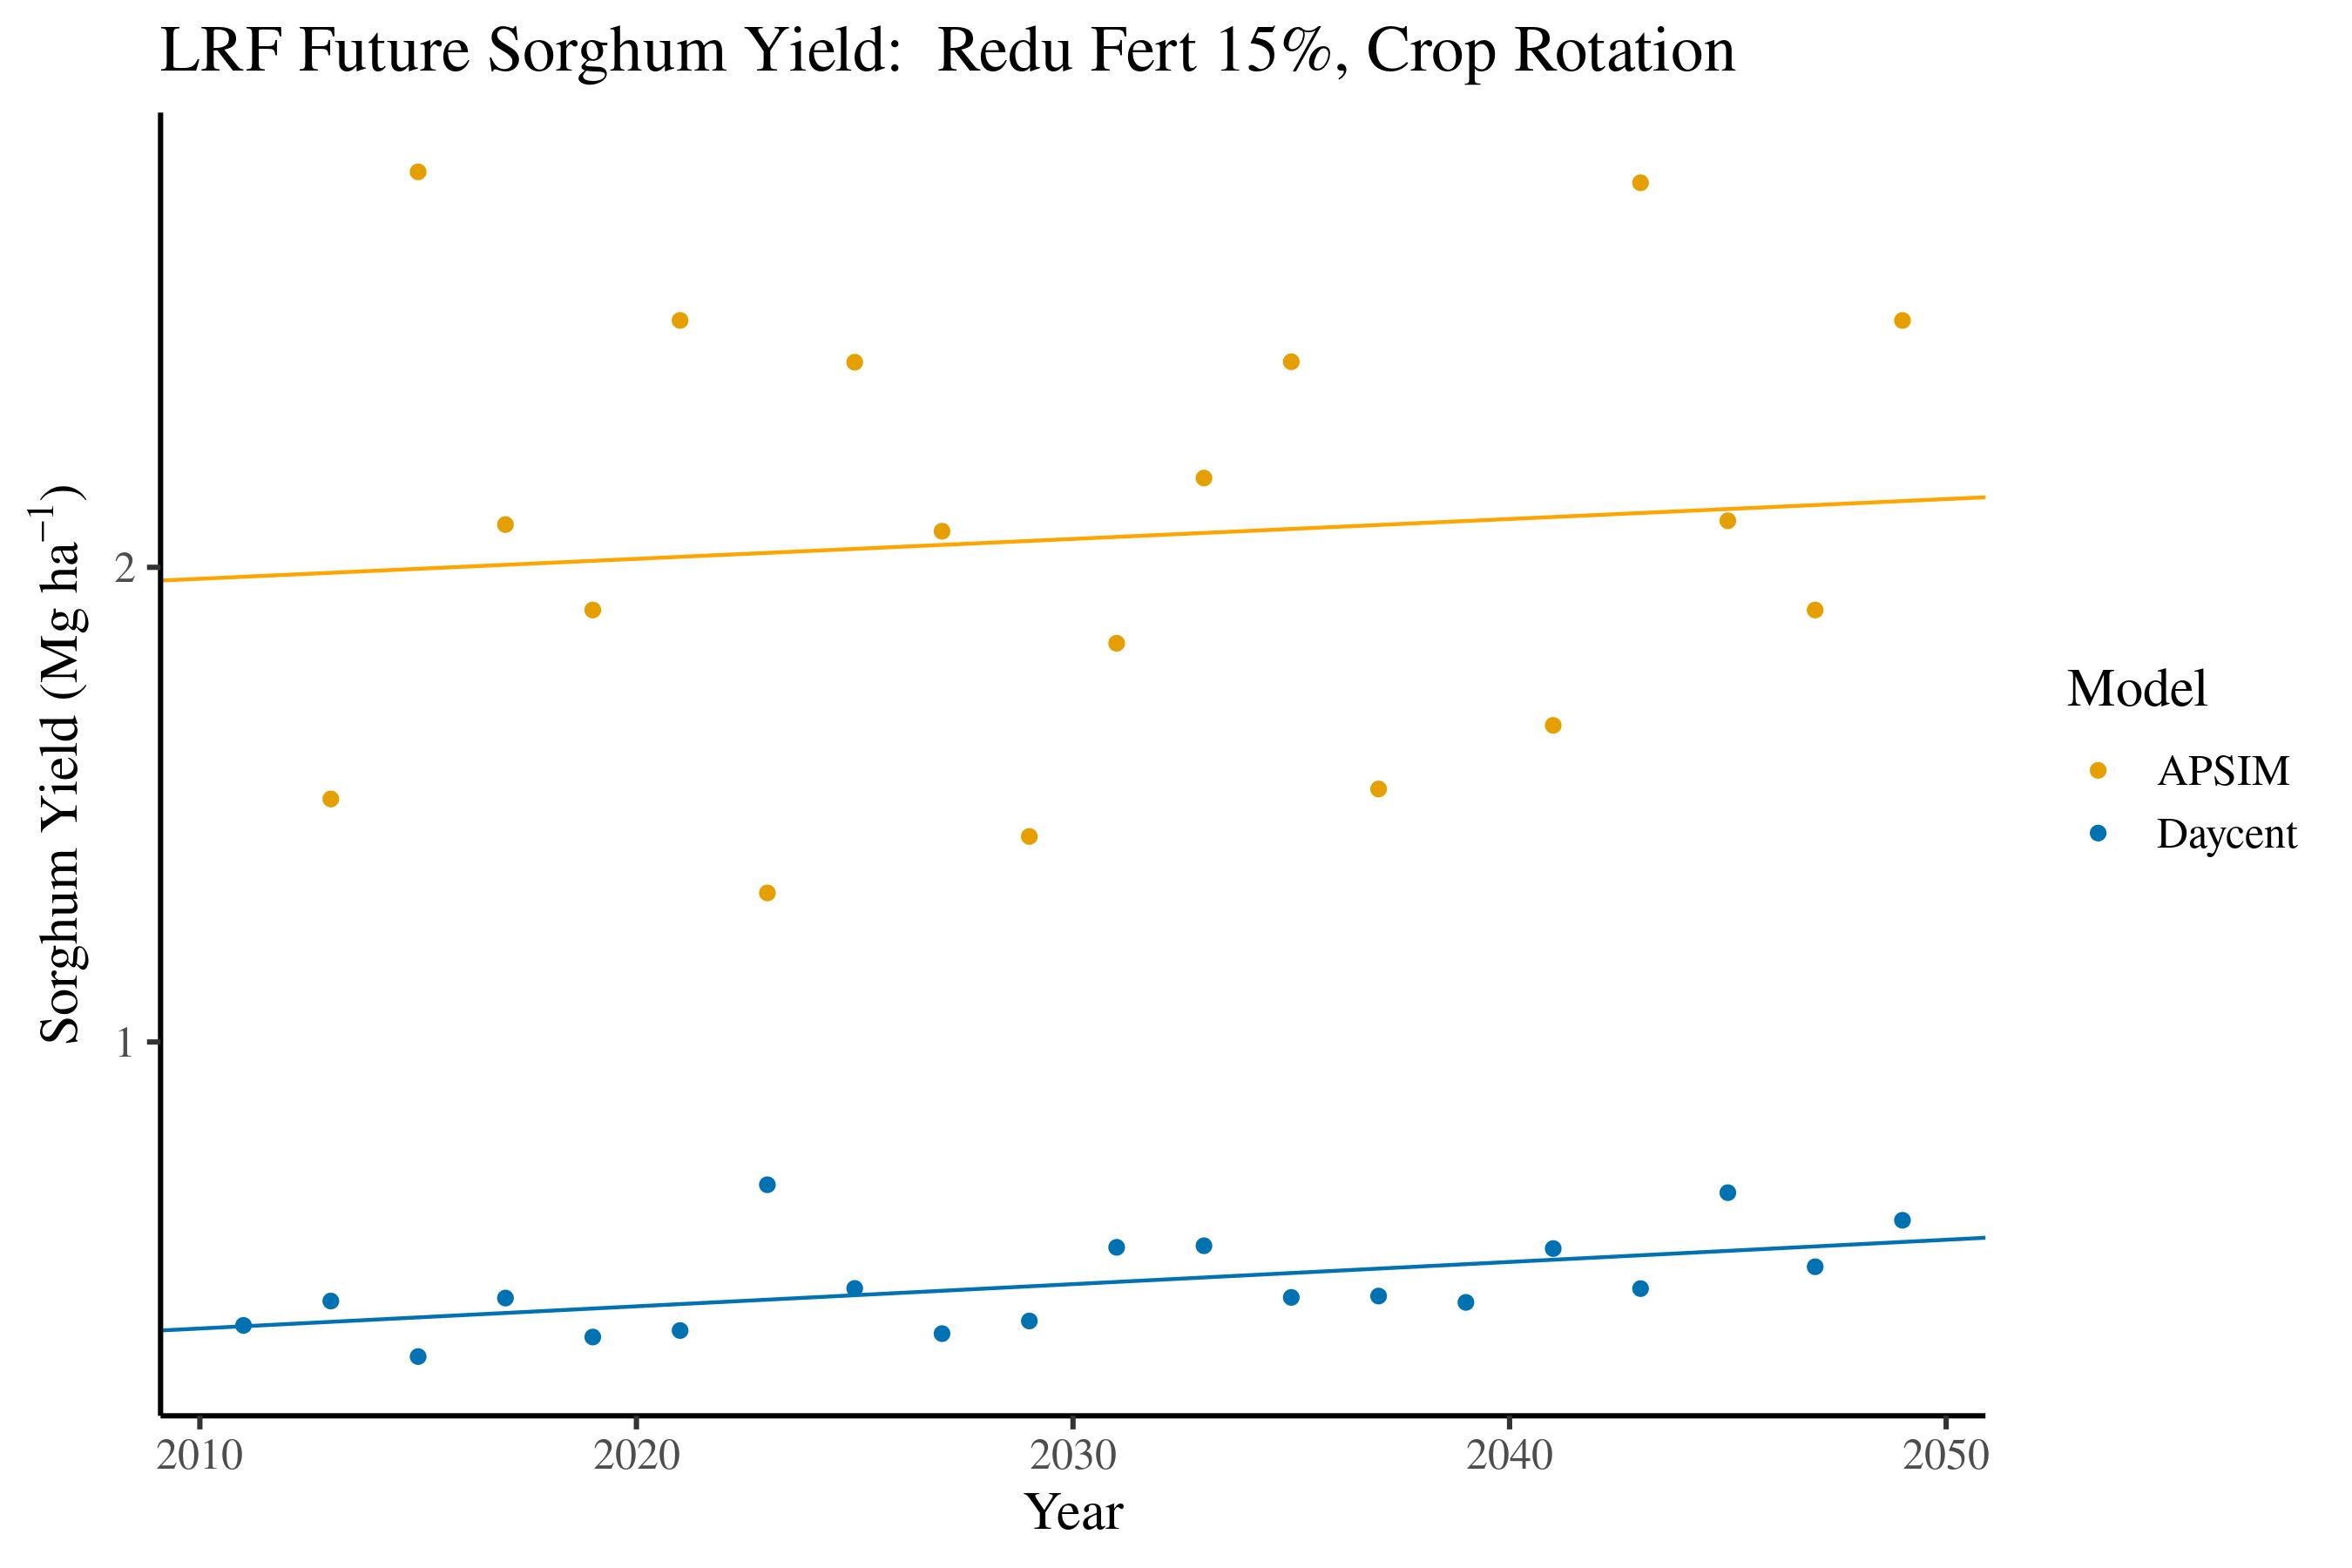 LRF Future Sorghum Yield:  Redu Fert 15%, Crop Rotation
Sorghum Yield (Mg ha⁻¹)
2
1
2010
2020
2030
2040
2050
Year
Model
APSIM
Daycent